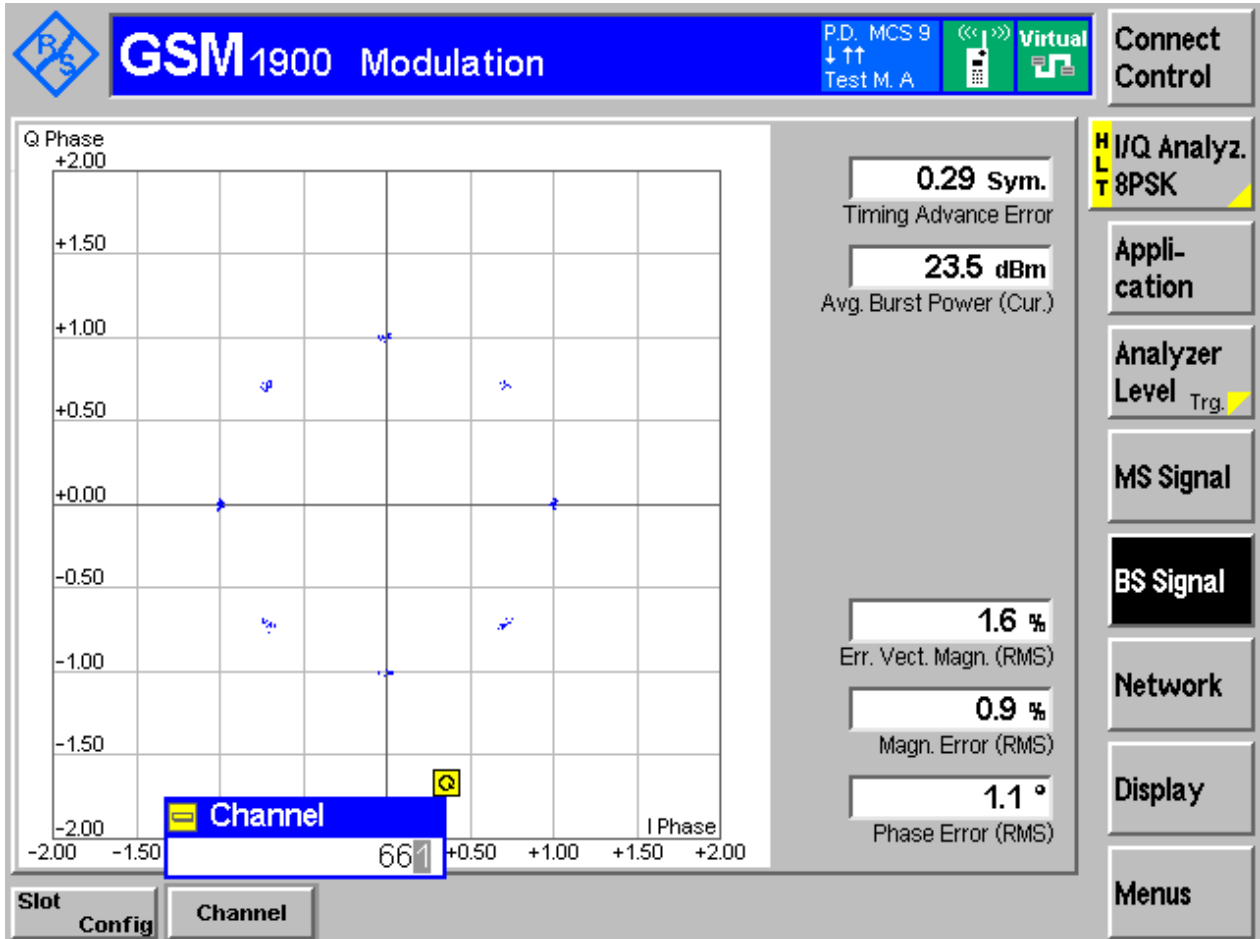 R/S
GSM 1900 Modulation
P.D. MCS 9
↓↑↑
Test M. A
Virtual
Connect
Control
Q Phase
+2.00
+1.50
+1.00
+0.50
+0.00
-0.50
-1.00
-1.50
-2.00
I Phase
-2.00 -1.50 +0.50 +1.00 +1.50 +2.00
Q
Channel
661
0.29 Sym.
Timing Advance Error
23.5 dBm
Avg. Burst Power (Cur.)
1.6 %
Err. Vect. Magn. (RMS)
0.9 %
Magn. Error (RMS)
1.1 °
Phase Error (RMS)
HLT
I/Q Analyz.
8PSK
Appli-
cation
Analyzer
Level Trg.
MS Signal
BS Signal
Network
Display
Menus
Slot
Config
Channel